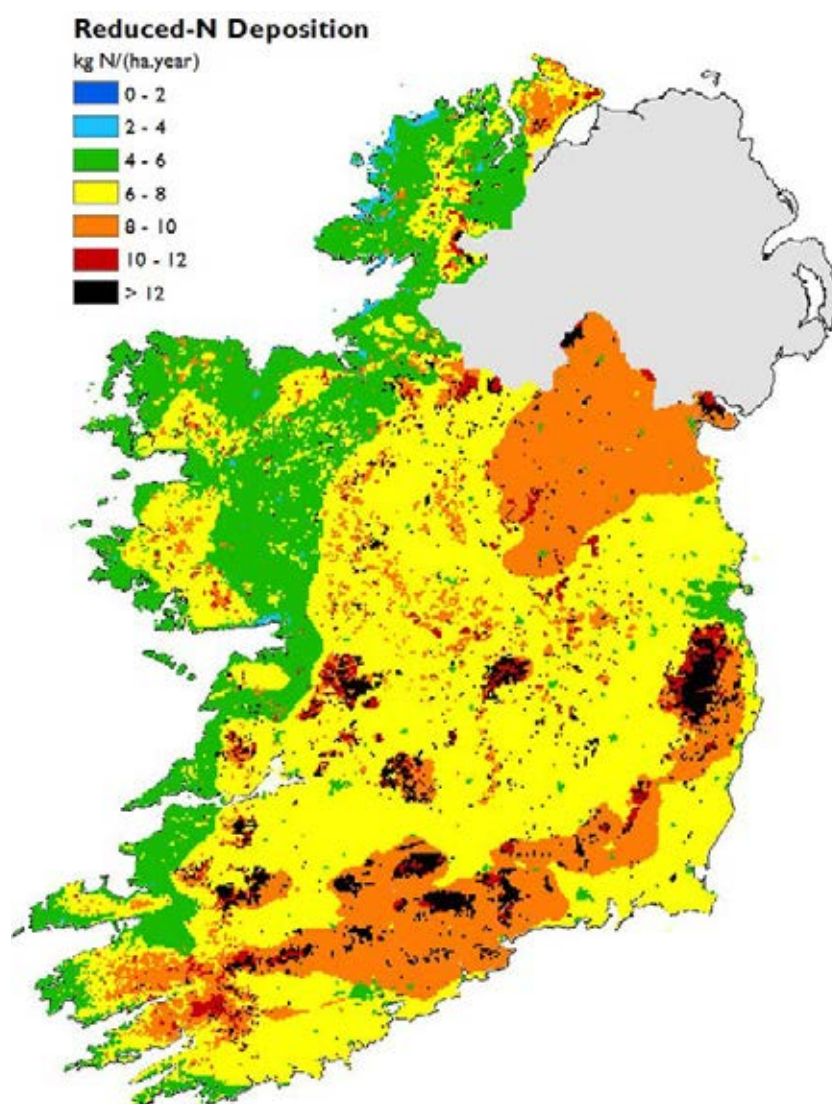 Reduced-N Deposition
kg N/(ha.year)
0 - 2
2 - 4
4 - 6
6 - 8
8 - 10
10 - 12
> 12